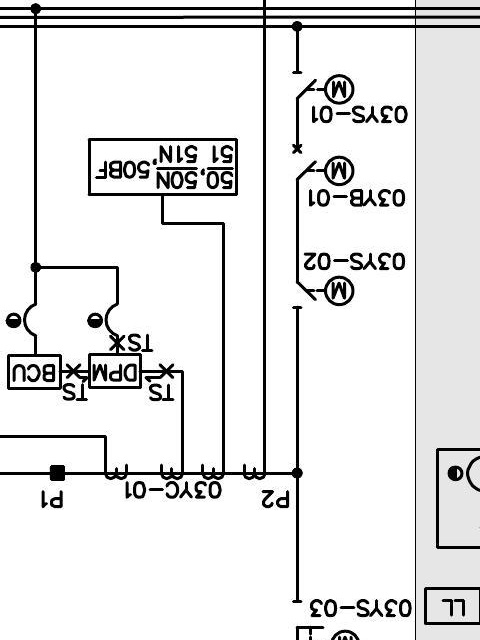 M
LL
03YS-03
P2
03YC-01
P1
TS
TS
DPM
BCU
TS
M
03YS-02
03YB-01
M
50,50N,50BF
51 51N
03YS-01
M